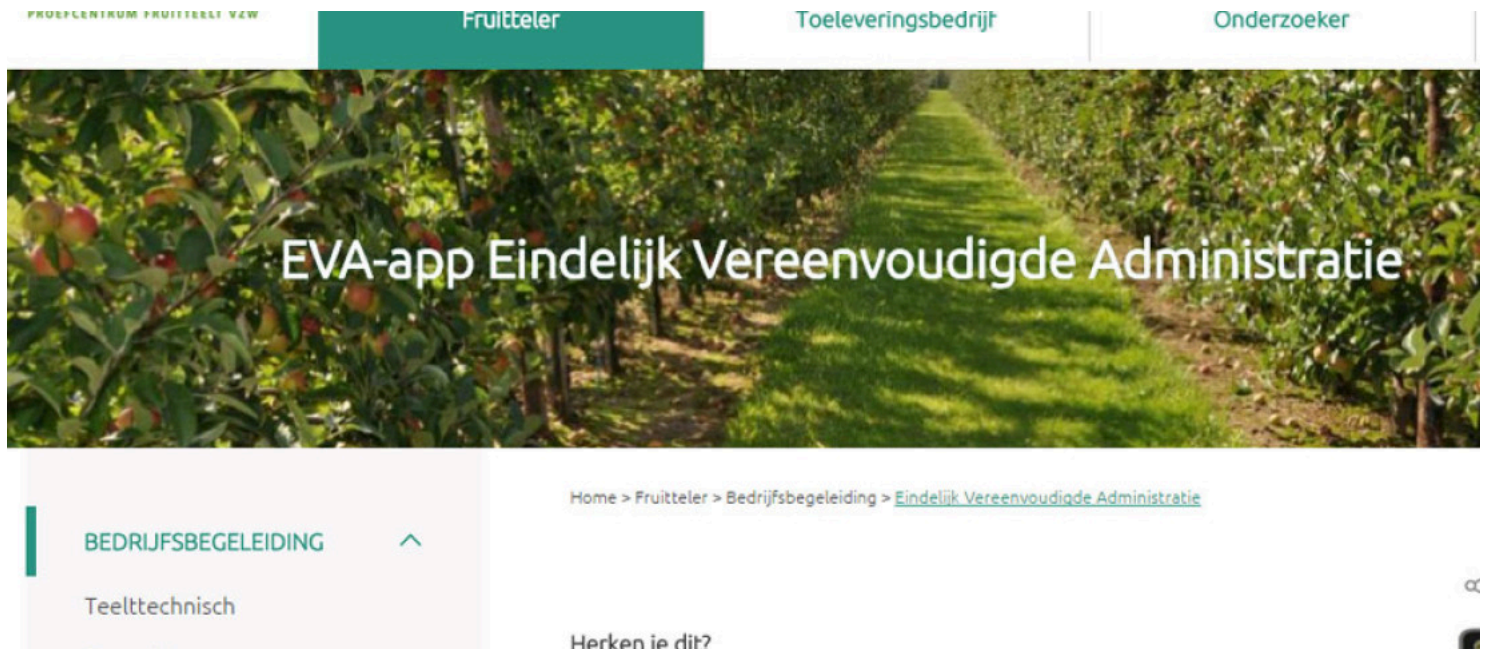 PROEFCENTRUM FRUITTEELT VZW
Fruitteler
Toeleveringsbedrijf
Onderzoeker
EVA-app Eindelijk Vereenvoudigde Administratie
Home > Fruitteler > Bedrijfsbegeleiding > Eindelijk Vereenvoudigde Administratie
BEDRIJFSBEGELEIDING
Teelttechnisch
Herken je dit?